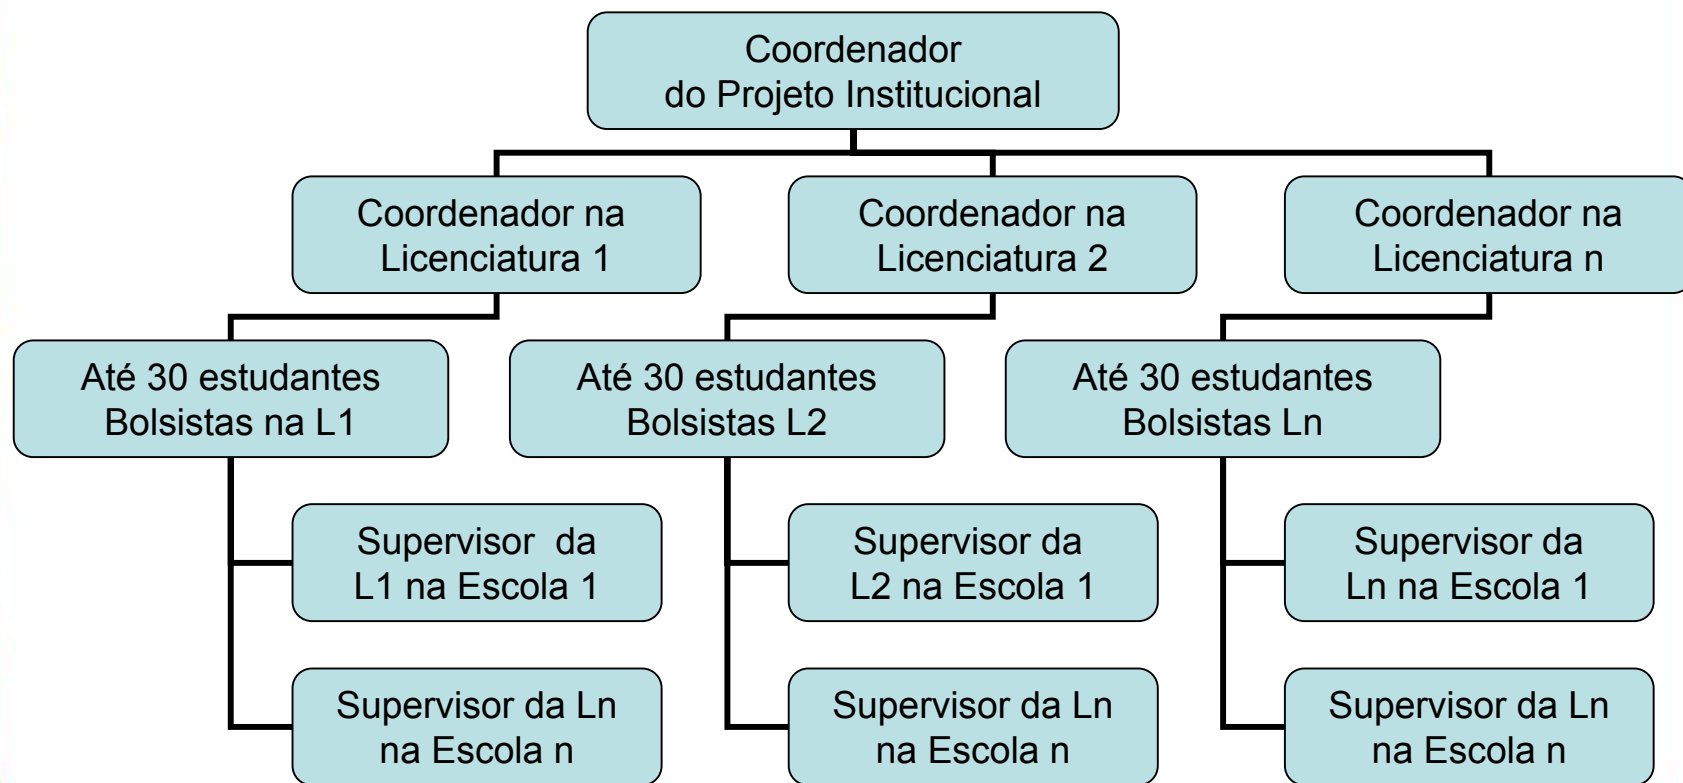 Coordenador
do Projeto Institucional
Coordenador na
Licenciatura 1
Coordenador na
Licenciatura 2
Coordenador na
Licenciatura n
Até 30 estudantes
Bolsistas na L1
Até 30 estudantes
Bolsistas L2
Até 30 estudantes
Bolsistas Ln
Supervisor da
L1 na Escola 1
Supervisor da
L2 na Escola 1
Supervisor da
Ln na Escola 1
Supervisor da Ln
na Escola n
Supervisor da Ln
na Escola n
Supervisor da Ln
na Escola n